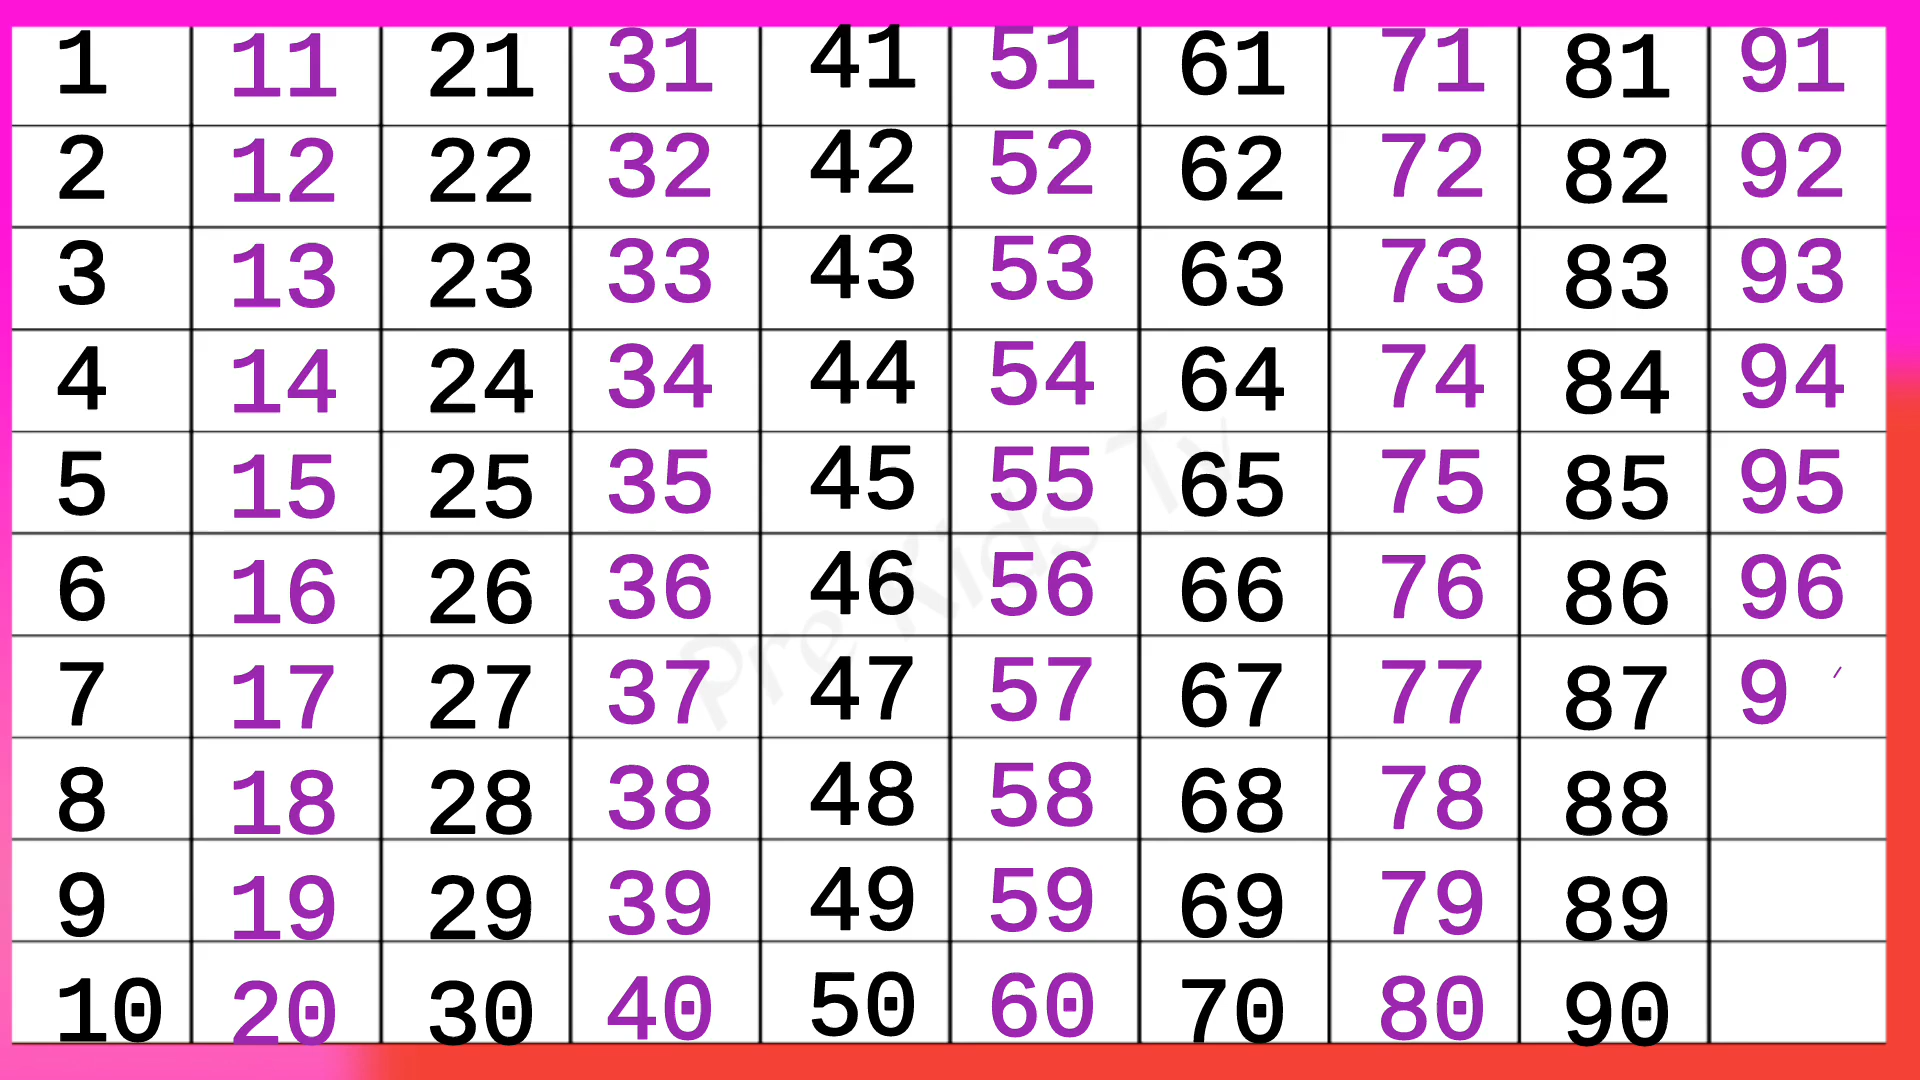 1 11 21 31 41 51 61 71 81 91
2 12 22 32 42 52 62 72 82 92
3 13 23 33 43 53 63 73 83 93
4 14 24 34 44 54 64 74 84 94
5 15 25 35 45 55 65 75 85 95
6 16 26 36 46 56 66 76 86 96
7 17 27 37 47 57 67 77 87 9
8 18 28 38 48 58 68 78 88
9 19 29 39 49 59 69 79 89
10 20 30 40 50 60 70 80 90
Pre Kids Tv